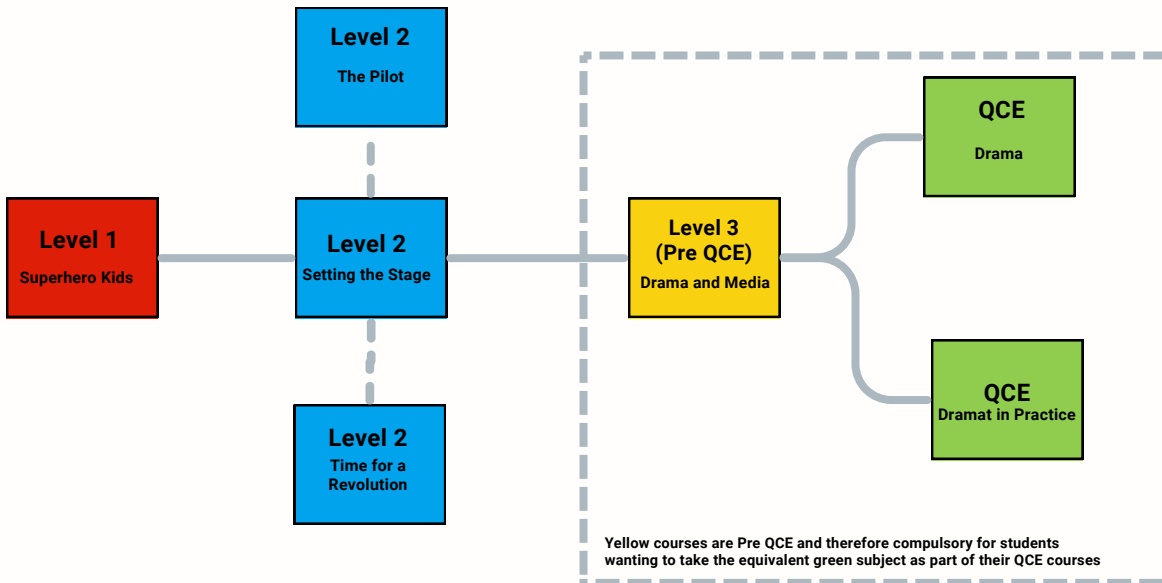 Level 2
The Pilot
QCE
Drama
Level 1
Superhero Kids
Level 2
Setting the Stage
Level 3
(Pre QCE)
Drama and Media
QCE
Dramat in Practice
Level 2
Time for a
Revolution
Yellow courses are Pre QCE and therefore compulsory for students
wanting to take the equivalent green subject as part of their QCE courses